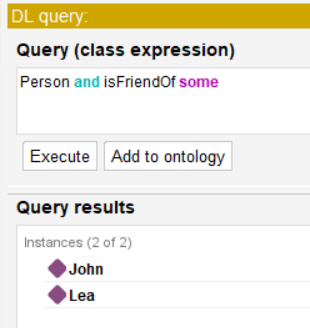 DL query:
Query (class expression)
Person and isFriendOf some
Execute Add to ontology
Query results
Instances (2 of 2)
John
Lea